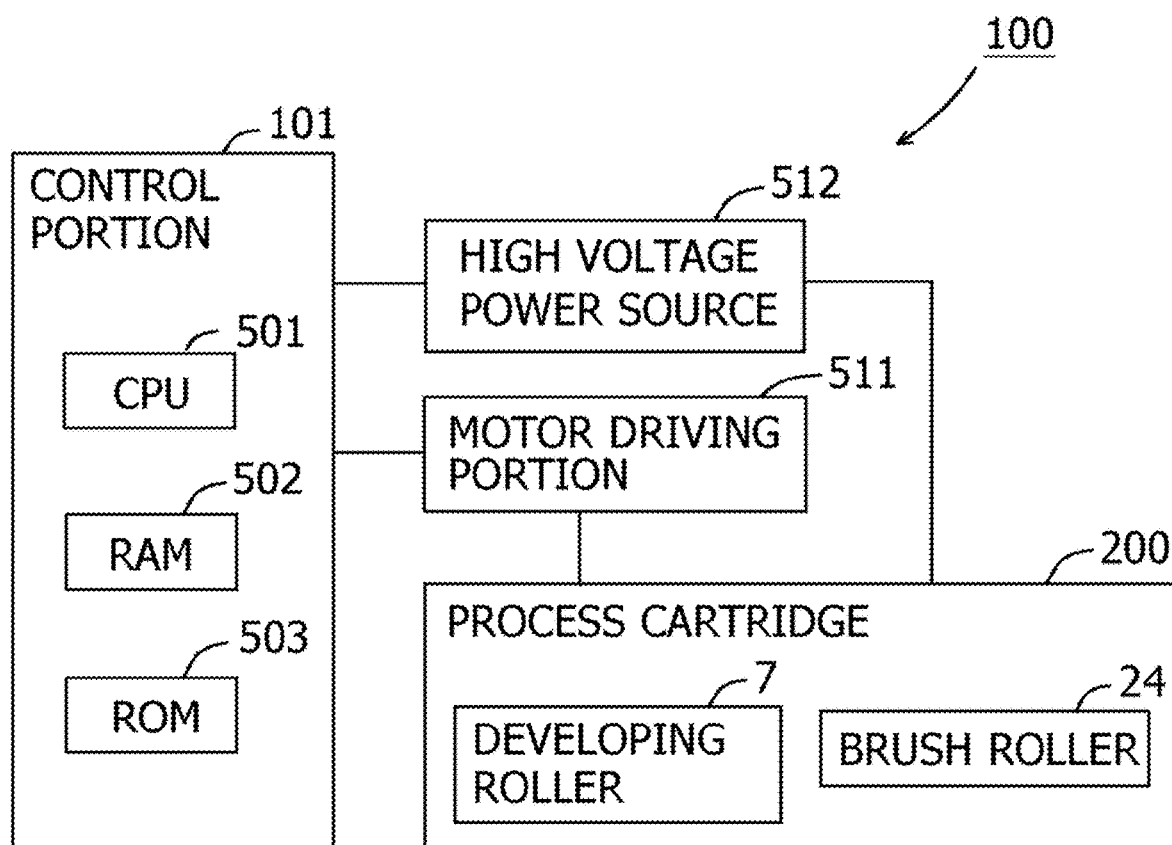 100
101
CONTROL
PORTION
512
HIGH VOLTAGE
POWER SOURCE
501
CPU
511
MOTOR DRIVING
PORTION
502
RAM
200
PROCESS CARTRIDGE
503
ROM
7
DEVELOPING
ROLLER
24
BRUSH ROLLER